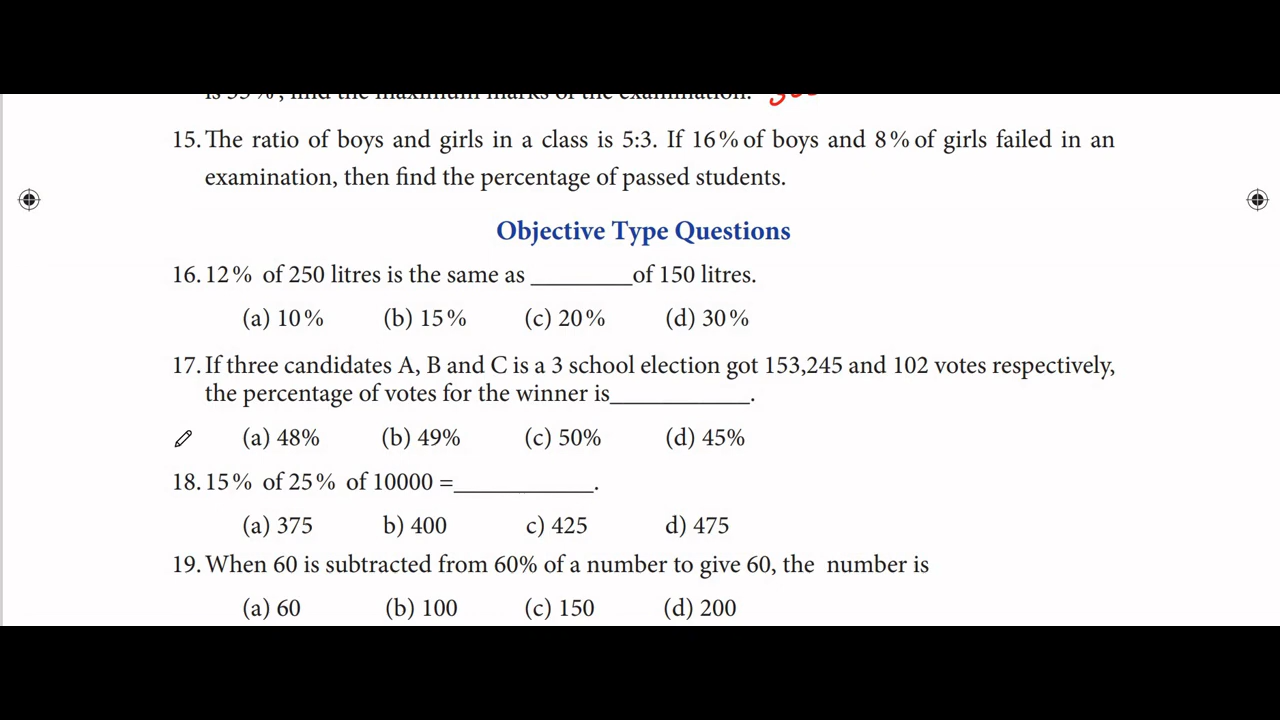 15. The ratio of boys and girls in a class is 5:3. If 16% of boys and 8% of girls failed in an
examination, then find the percentage of passed students.
Objective Type Questions
16. 12% of 250 litres is the same as ________of 150 litres.
(a) 10% (b) 15% (c) 20% (d) 30%
17. If three candidates A, B and C is a 3 school election got 153,245 and 102 votes respectively,
the percentage of votes for the winner is___________.
(a) 48% (b) 49% (c) 50% (d) 45%
18. 15% of 25% of 10000 =___________.
(a) 375 b) 400 c) 425 d) 475
19. When 60 is subtracted from 60% of a number to give 60, the number is
(a) 60 (b) 100 (c) 150 (d) 200